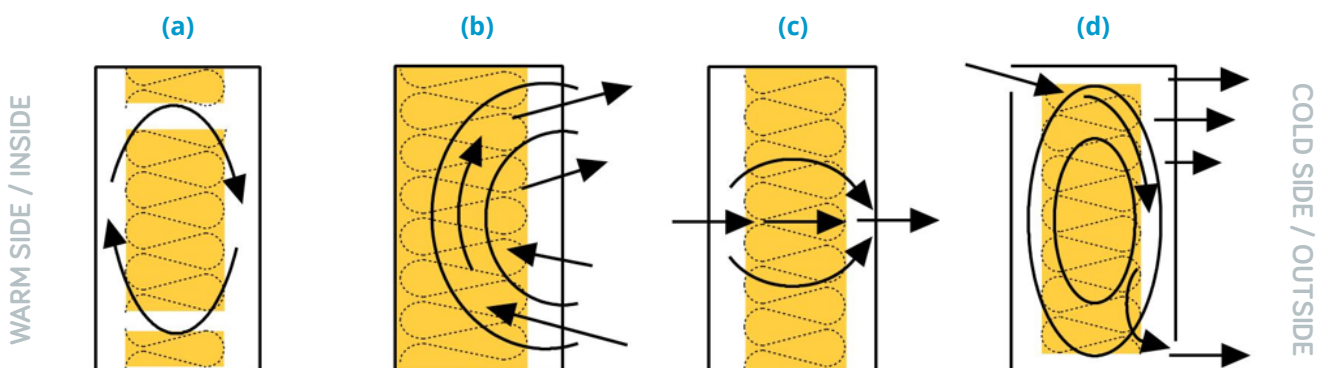 (a)
(b)
(c)
(d)
WARM SIDE / INSIDE
COLD SIDE / OUTSIDE